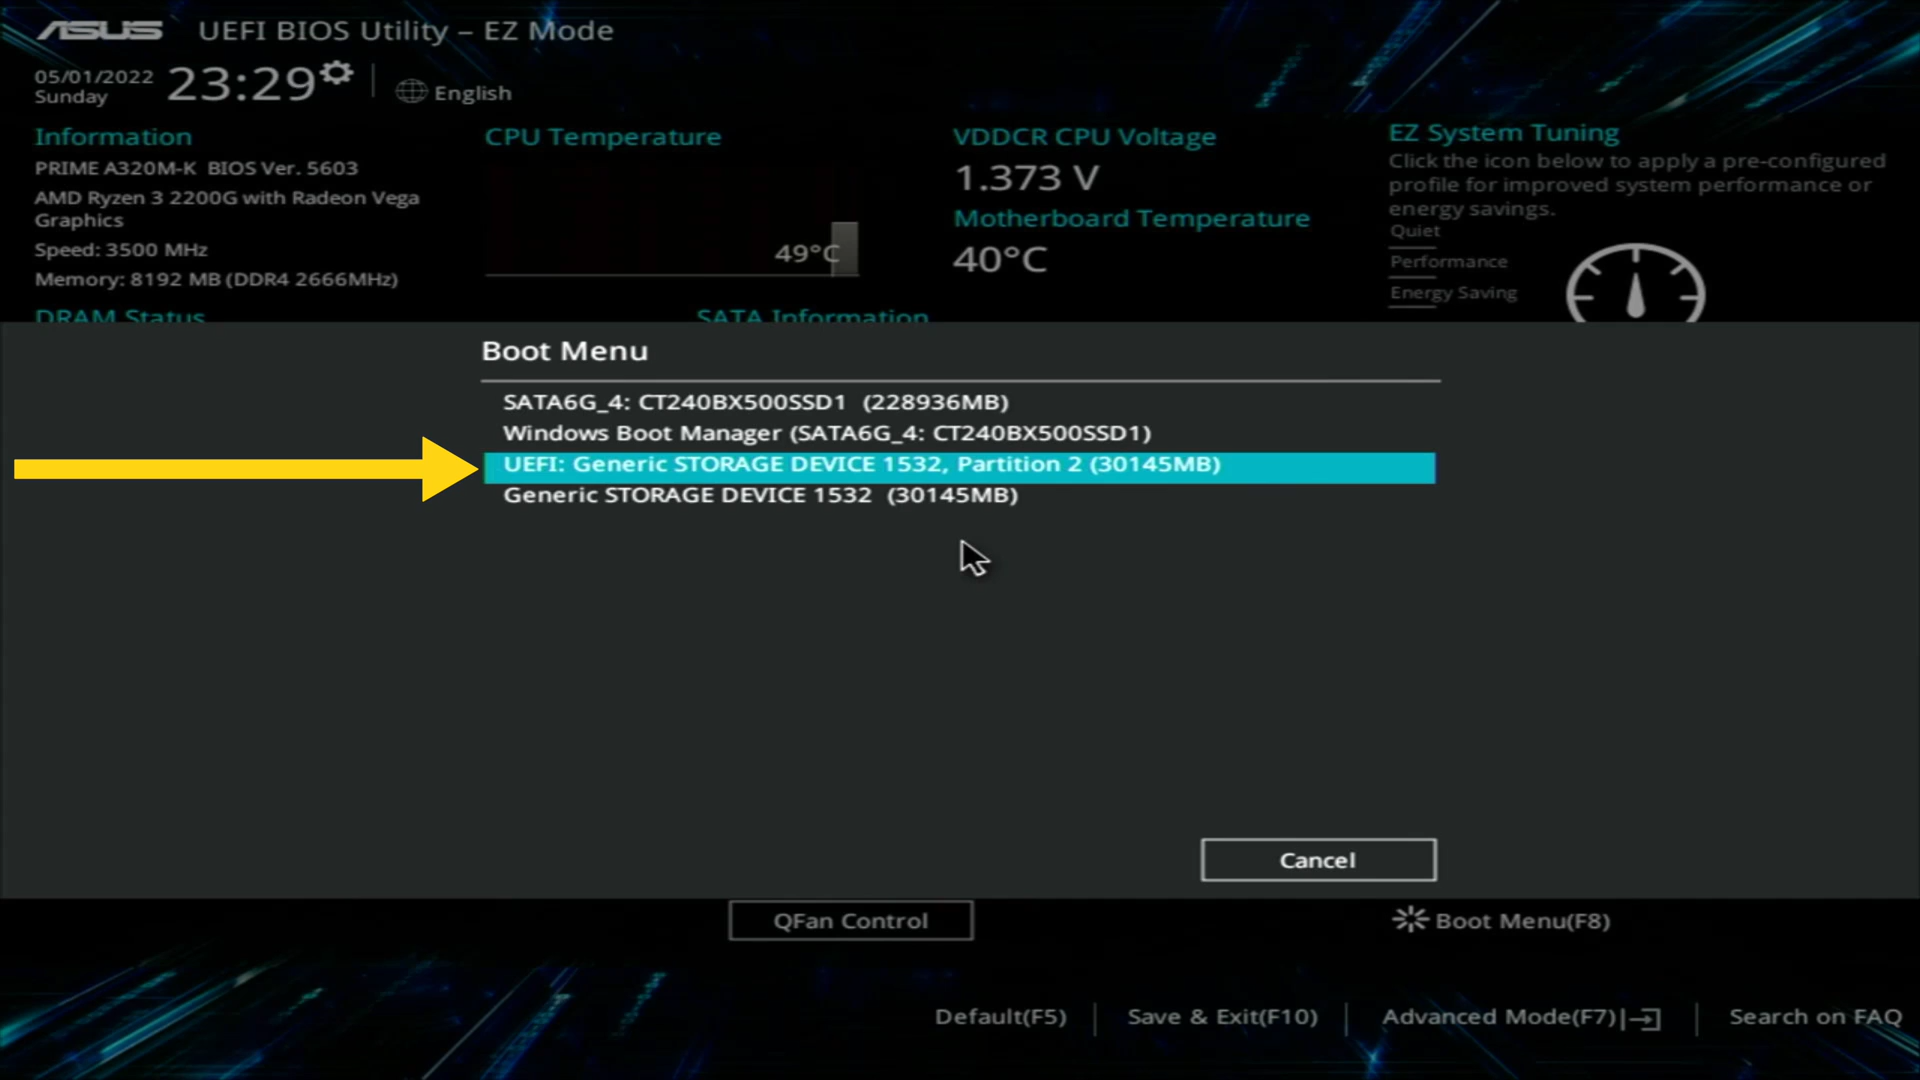 ASUS UEFI BIOS Utility – EZ Mode
05/01/2022
Sunday
23:29
English
Information
PRIME A320M-K BIOS Ver. 5603
AMD Ryzen 3 2200G with Radeon Vega
Graphics
Speed: 3500 MHz
Memory: 8192 MB (DDR4 2666MHz)
CPU Temperature
49°C
VDDCR CPU Voltage
1.373 V
Motherboard Temperature
40°C
EZ System Tuning
Click the icon below to apply a pre-configured
profile for improved system performance or
energy savings.
Quiet
Performance
Energy Saving
DRAM Status
SATA Information
Boot Menu
SATA6G_4: CT240BX500SSD1 (228936MB)
Windows Boot Manager (SATA6G_4: CT240BX500SSD1)
UEFI: Generic STORAGE DEVICE 1532, Partition 2 (30145MB)
Generic STORAGE DEVICE 1532 (30145MB)
Cancel
QFan Control
Boot Menu(F8)
Default(F5)
Save & Exit(F10)
Advanced Mode(F7)
Search on FAQ